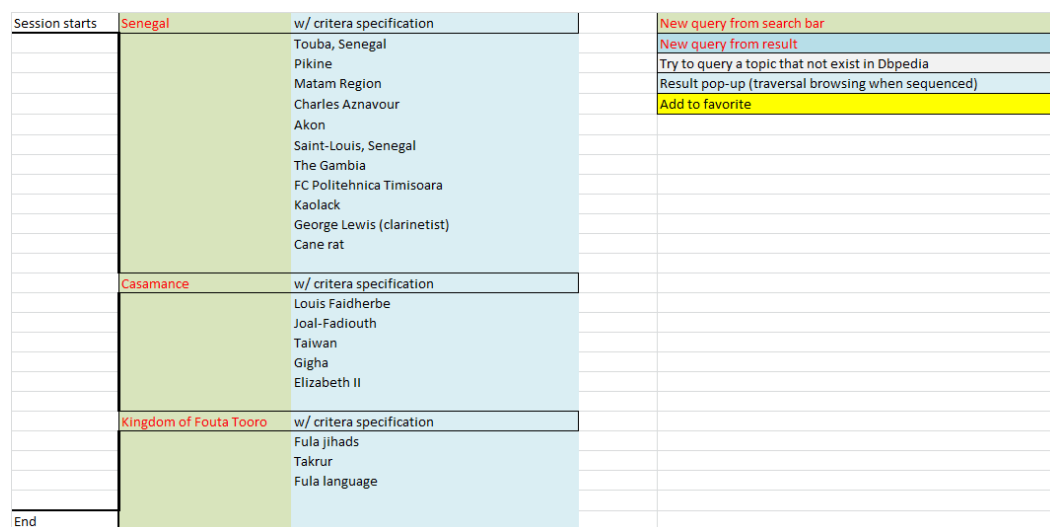 Session starts Senegal w/ critera specification New query from search bar
Touba, Senegal New query from result
Pikine Try to query a topic that not exist in Dbpedia
Matam Region Result pop-up (traversal browsing when sequenced)
Charles Aznavour Add to favorite
Akon
Saint-Louis, Senegal
The Gambia
FC Politehnica Timisoara
Kaolack
George Lewis (clarinetist)
Cane rat
Casamance w/ critera specification
Louis Faidherbe
Joal-Fadiouth
Taiwan
Gigha
Elizabeth II
Kingdom of Fouta Tooro w/ critera specification
Fula jihads
Takrur
Fula language
End